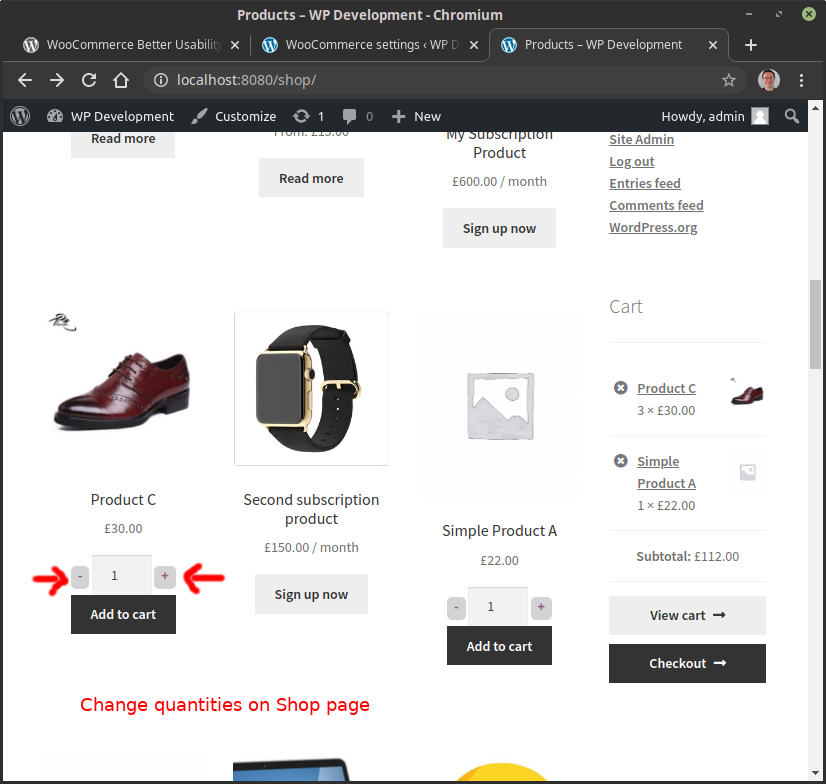 Products – WP Development - Chromium
WooCommerce Better Usability
WooCommerce settings ‹ WP D
Products – WP Development
localhost:8080/shop/
WP Development
Customize
1
0
New
Howdy, admin
Read more
From: £15.00
Read more
My Subscription
Product
£600.00 / month
Sign up now
Site Admin
Log out
Entries feed
Comments feed
WordPress.org
Product C
£30.00
- 1 +
Add to cart
Second subscription
product
£150.00 / month
Sign up now
Simple Product A
£22.00
- 1 +
Add to cart
Cart
Product C
3 × £30.00
Simple
Product A
1 × £22.00
Subtotal: £112.00
View cart
Checkout
Change quantities on Shop page